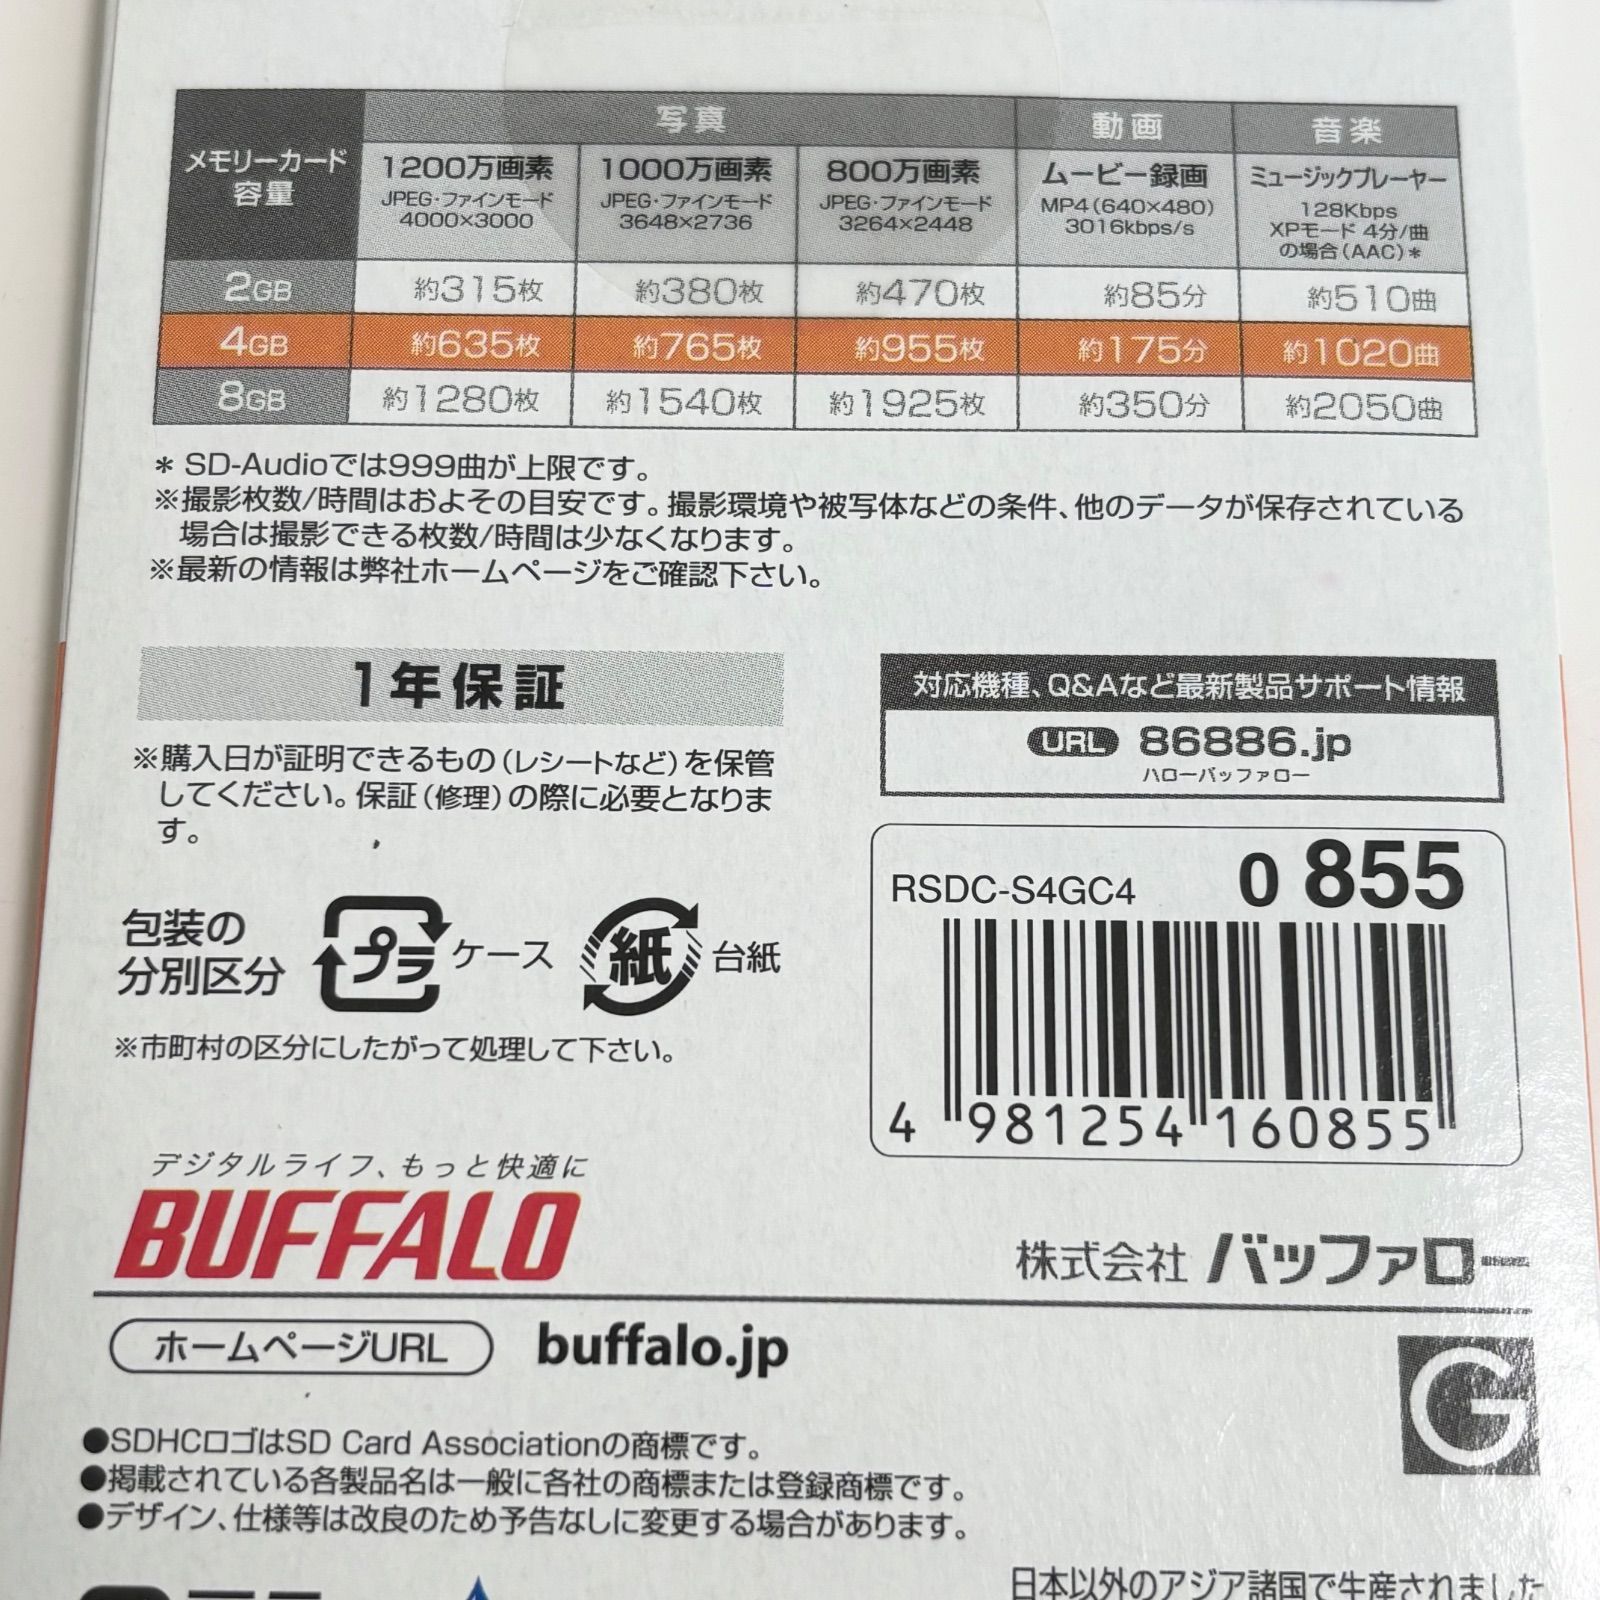 写真 動画 音楽
メモリーカード容量 1200万画素 1000万画素 800万画素 ムービー録画 ミュージックプレーヤー
JPEG・ファインモード JPEG・ファインモード JPEG・ファインモード MP4(640×480) 128Kbps
4000×3000 3648×2736 3264×2448 3016kbps/s XPモード 4分/曲
の場合(AAC)*
2GB 約315枚 約380枚 約470枚 約85分 約510曲
4GB 約635枚 約765枚 約955枚 約175分 約1020曲
8GB 約1280枚 約1540枚 約1925枚 約350分 約2050曲
* SD-Audioでは999曲が上限です。
※撮影枚数/時間はおよその目安です。撮影環境や被写体などの条件、他のデータが保存されている
場合は撮影できる枚数/時間は少なくなります。
※最新の情報は弊社ホームページをご確認下さい。
1年保証
※購入日が証明できるもの(レシートなど)を保管
してください。保証(修理)の際に必要となりま
す。
対応機種、Q&Aなど最新製品サポート情報
URL 86886.jp
ハローバッファロー
RSDC-S4GC4 0 855
4 981254 160855
包装の
分別区分
プラ ケース 紙 台紙
※市町村の区分にしたがって処理して下さい。
デジタルライフ、もっと快適に
BUFFALO
株式会社 バッファロー
ホームページURL buffalo.jp
G
●SDHCロゴはSD Card Associationの商標です。
●掲載されている各製品名は一般に各社の商標または登録商標です。
●デザイン、仕様等は改良のため予告なしに変更する場合があります。
日本以外のアジア諸国で生産されました